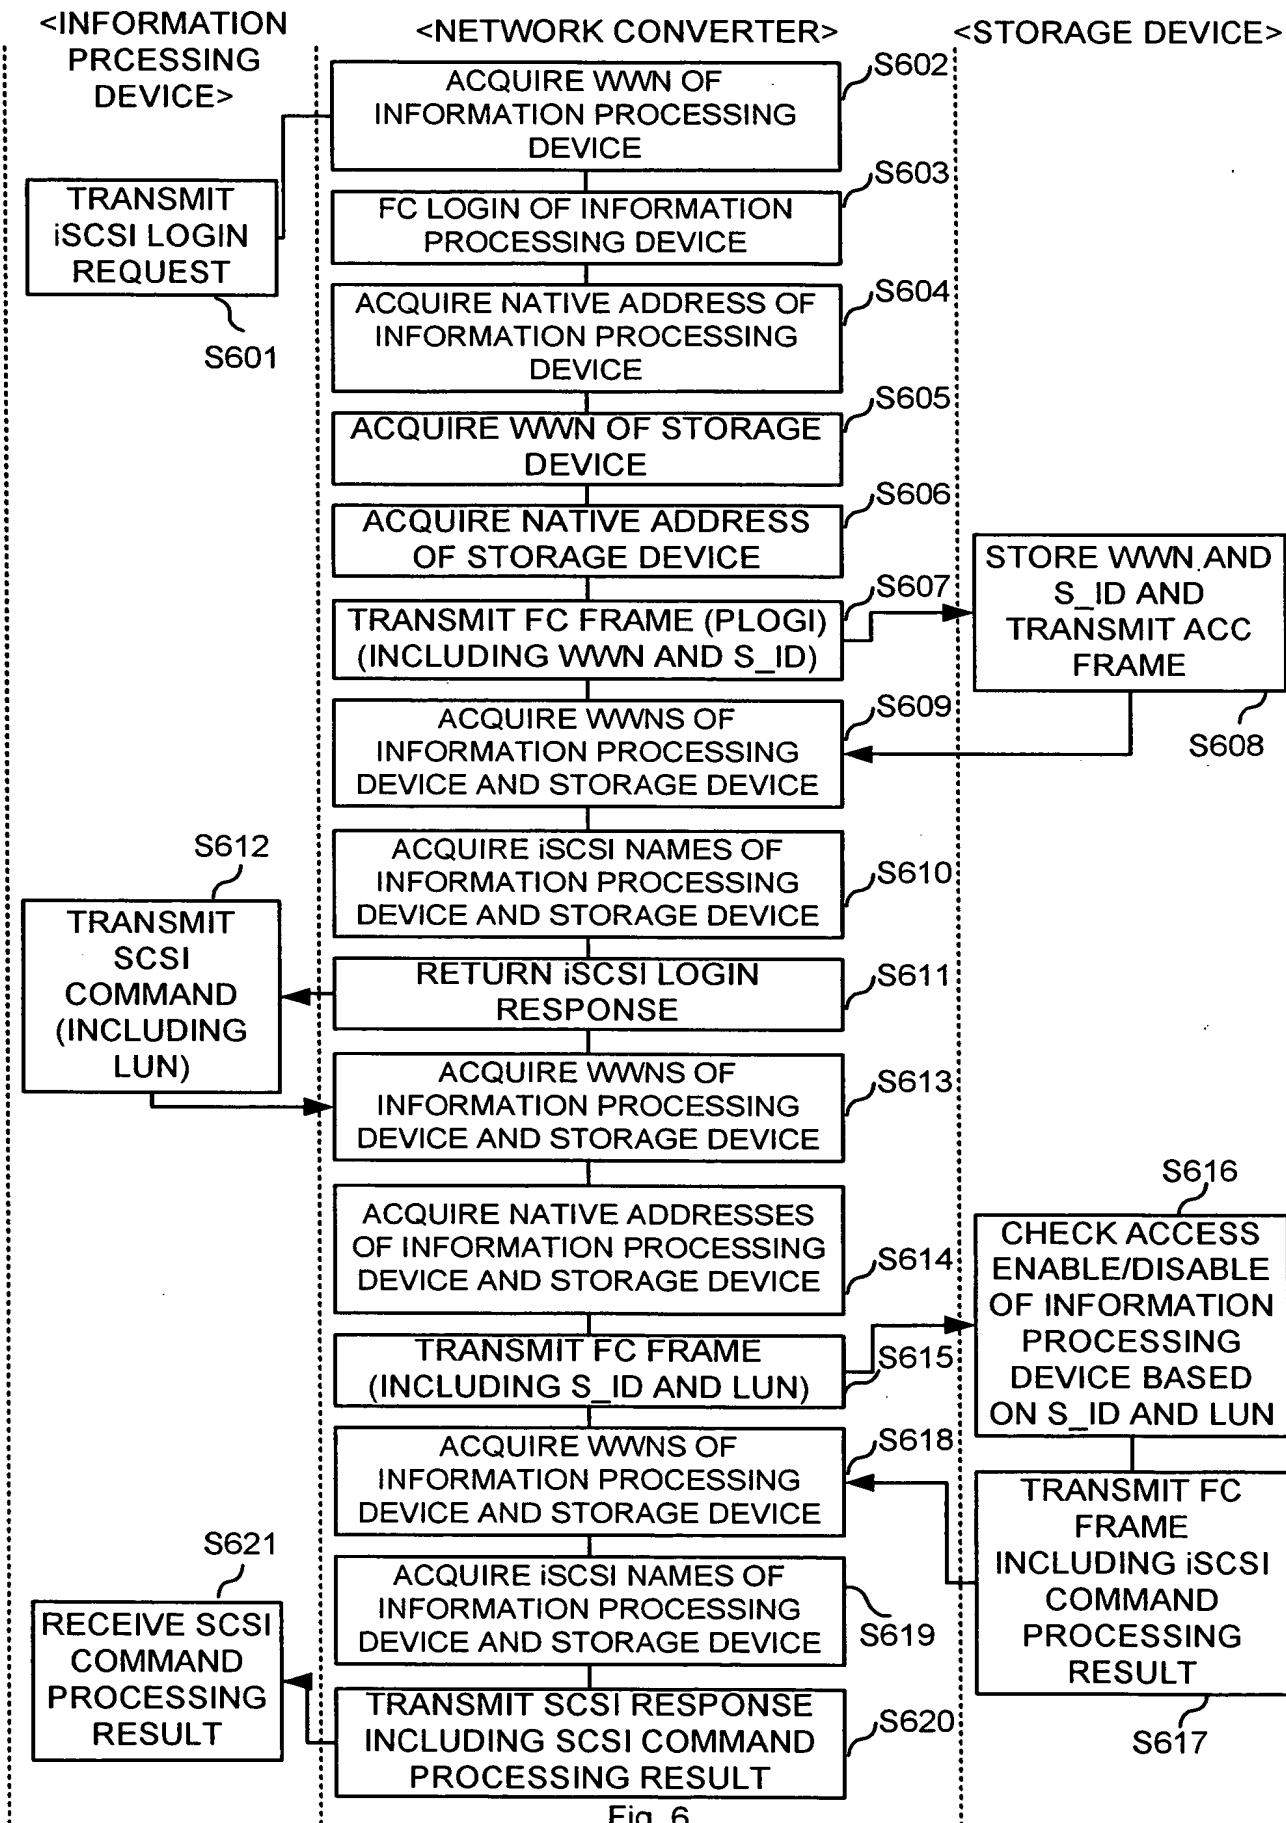 <INFORMATION
PRCESSING
DEVICE>
<NETWORK CONVERTER>
<STORAGE DEVICE>
ACQUIRE WWN OF
INFORMATION PROCESSING
DEVICE
S602
TRANSMIT
iSCSI LOGIN
REQUEST
S601
FC LOGIN OF INFORMATION
PROCESSING DEVICE
S603
ACQUIRE NATIVE ADDRESS OF
INFORMATION PROCESSING
DEVICE
S604
ACQUIRE WWN OF STORAGE
DEVICE
S605
ACQUIRE NATIVE ADDRESS
OF STORAGE DEVICE
S606
TRANSMIT FC FRAME (PLOGI)
(INCLUDING WWN AND S_ID)
S607
STORE WWN AND
S_ID AND
TRANSMIT ACC
FRAME
S608
ACQUIRE WWNS OF
INFORMATION PROCESSING
DEVICE AND STORAGE DEVICE
S609
ACQUIRE iSCSI NAMES OF
INFORMATION PROCESSING
DEVICE AND STORAGE DEVICE
S610
RETURN iSCSI LOGIN
RESPONSE
S611
S612
TRANSMIT
SCSI
COMMAND
(INCLUDING
LUN)
ACQUIRE WWNS OF
INFORMATION PROCESSING
DEVICE AND STORAGE DEVICE
S613
ACQUIRE NATIVE ADDRESSES
OF INFORMATION PROCESSING
DEVICE AND STORAGE DEVICE
S614
TRANSMIT FC FRAME
(INCLUDING S_ID AND LUN)
S615
S616
CHECK ACCESS
ENABLE/DISABLE
OF INFORMATION
PROCESSING
DEVICE BASED
ON S_ID AND LUN
TRANSMIT FC
FRAME
INCLUDING iSCSI
COMMAND
PROCESSING
RESULT
S617
ACQUIRE WWNS OF
INFORMATION PROCESSING
DEVICE AND STORAGE DEVICE
S618
ACQUIRE iSCSI NAMES OF
INFORMATION PROCESSING
DEVICE AND STORAGE DEVICE
S619
TRANSMIT SCSI RESPONSE
INCLUDING SCSI COMMAND
PROCESSING RESULT
S620
S621
RECEIVE SCSI
COMMAND
PROCESSING
RESULT
Fig. 6